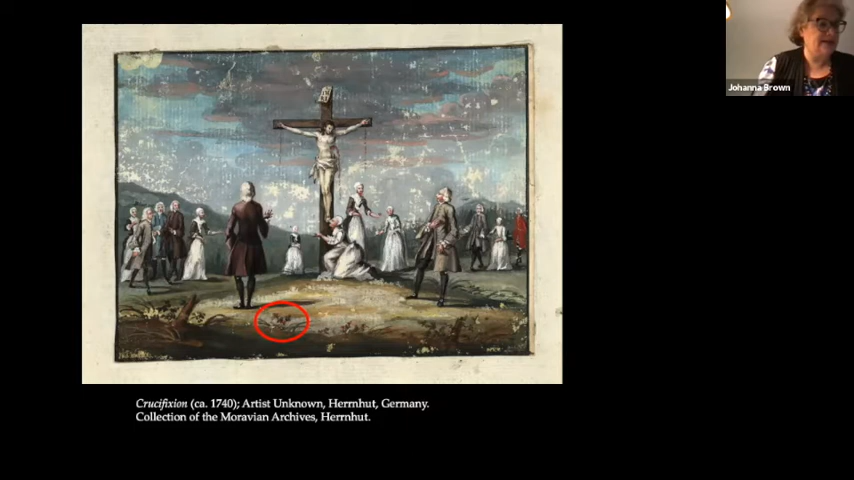 Johanna Brown
Crucifixion (ca. 1740); Artist Unknown, Herrnhut, Germany.
Collection of the Moravian Archives, Herrnhut.